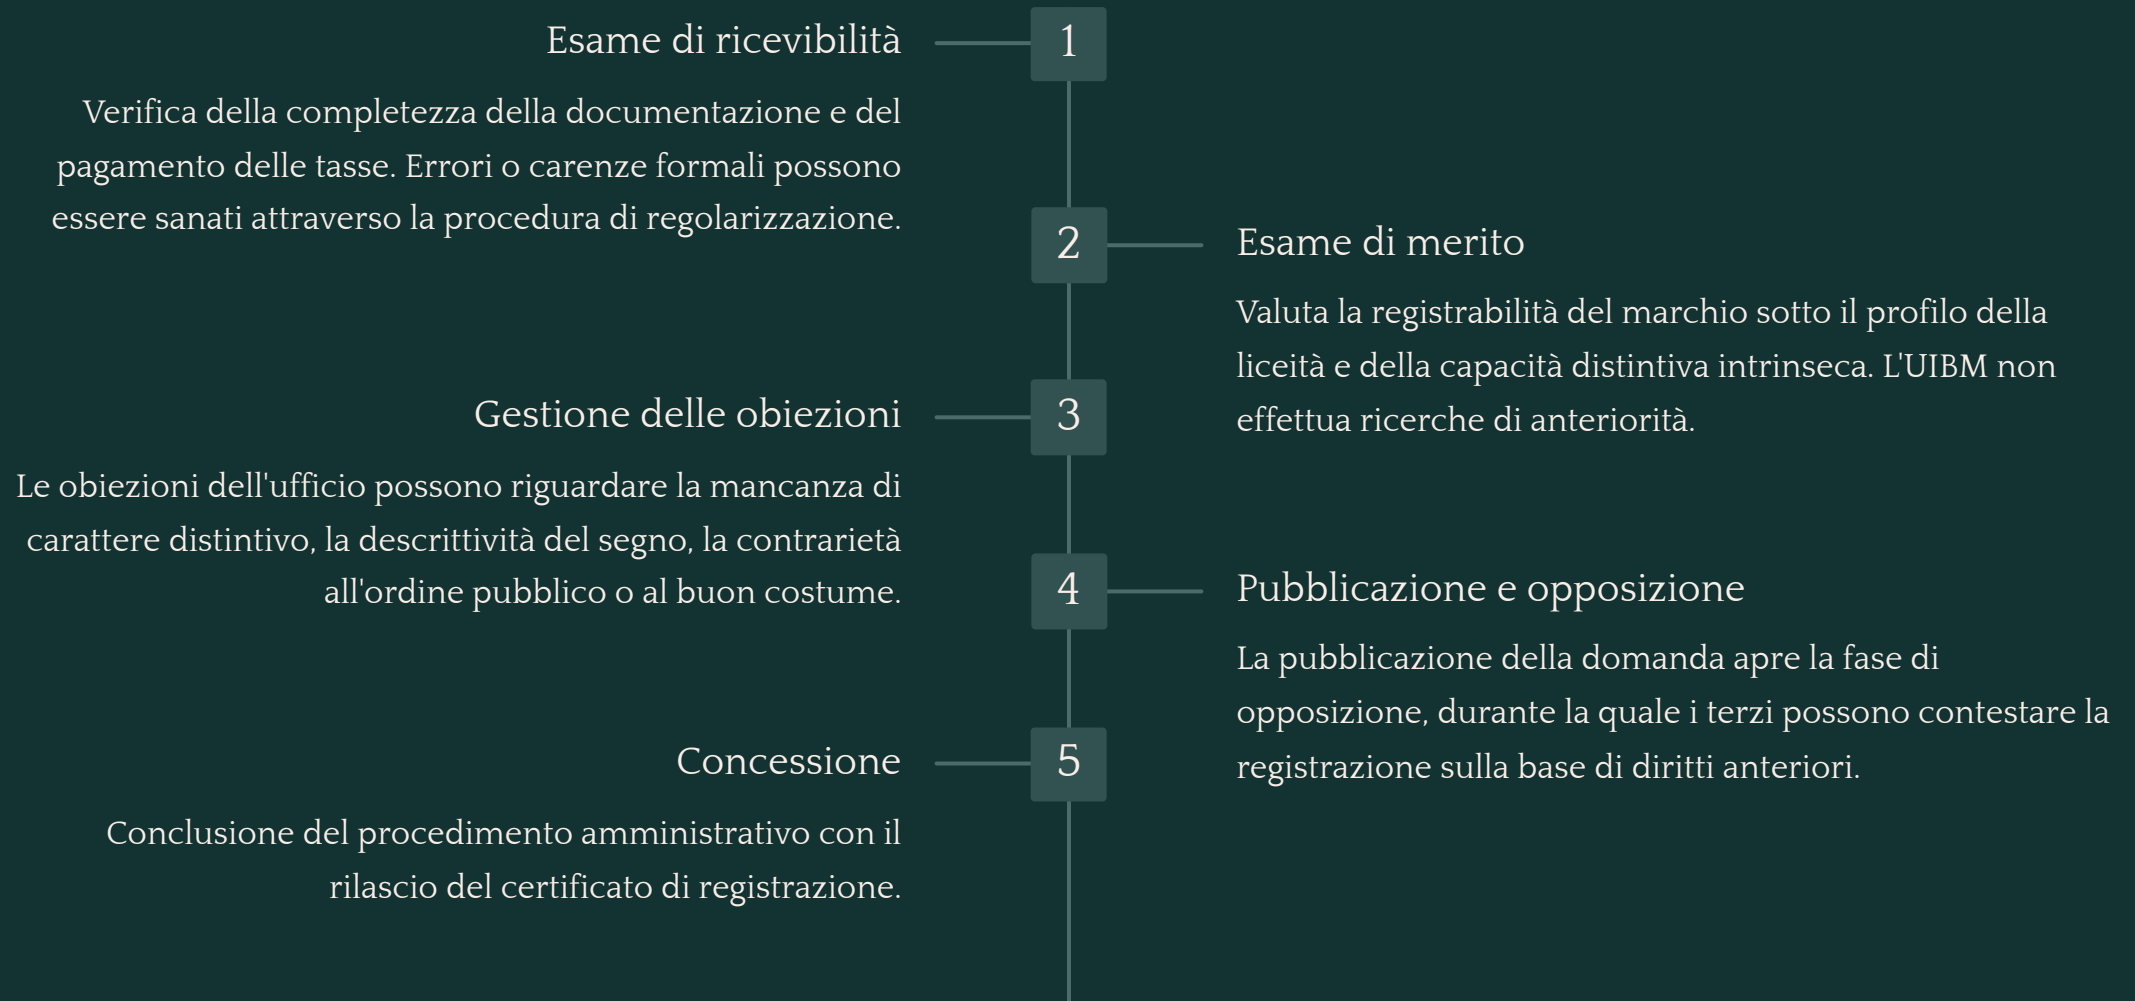 1
Esame di ricevibilità
Verifica della completezza della documentazione e del
pagamento delle tasse. Errori o carenze formali possono
essere sanati attraverso la procedura di regolarizzazione.
2
Esame di merito
Valuta la registrabilità del marchio sotto il profilo della
liceità e della capacità distintiva intrinseca. L'UIBM non
effettua ricerche di anteriorità.
3
Gestione delle obiezioni
Le obiezioni dell'ufficio possono riguardare la mancanza di
carattere distintivo, la descrittività del segno, la contrarietà
all'ordine pubblico o al buon costume.
4
Pubblicazione e opposizione
La pubblicazione della domanda apre la fase di
opposizione, durante la quale i terzi possono contestare la
registrazione sulla base di diritti anteriori.
5
Concessione
Conclusione del procedimento amministrativo con il
rilascio del certificato di registrazione.